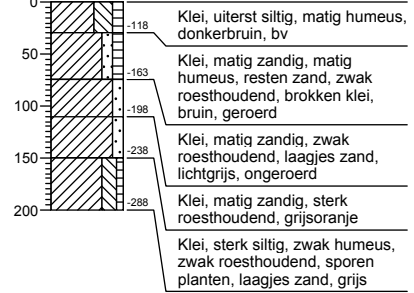 0
Klei, uiterst siltig, matig humeus,
donkerbruin, bv
-118
50
Klei, matig zandig, matig
humeus, resten zand, zwak
roesthoudend, brokken klei,
bruin, geroerd
-163
100
Klei, matig zandig, zwak
roesthoudend, laagjes zand,
lichtgrijs, ongeroerd
-198
150
Klei, matig zandig, sterk
roesthoudend, grijsoranje
-238
200
Klei, sterk siltig, zwak humeus,
zwak roesthoudend, sporen
planten, laagjes zand, grijs
-288